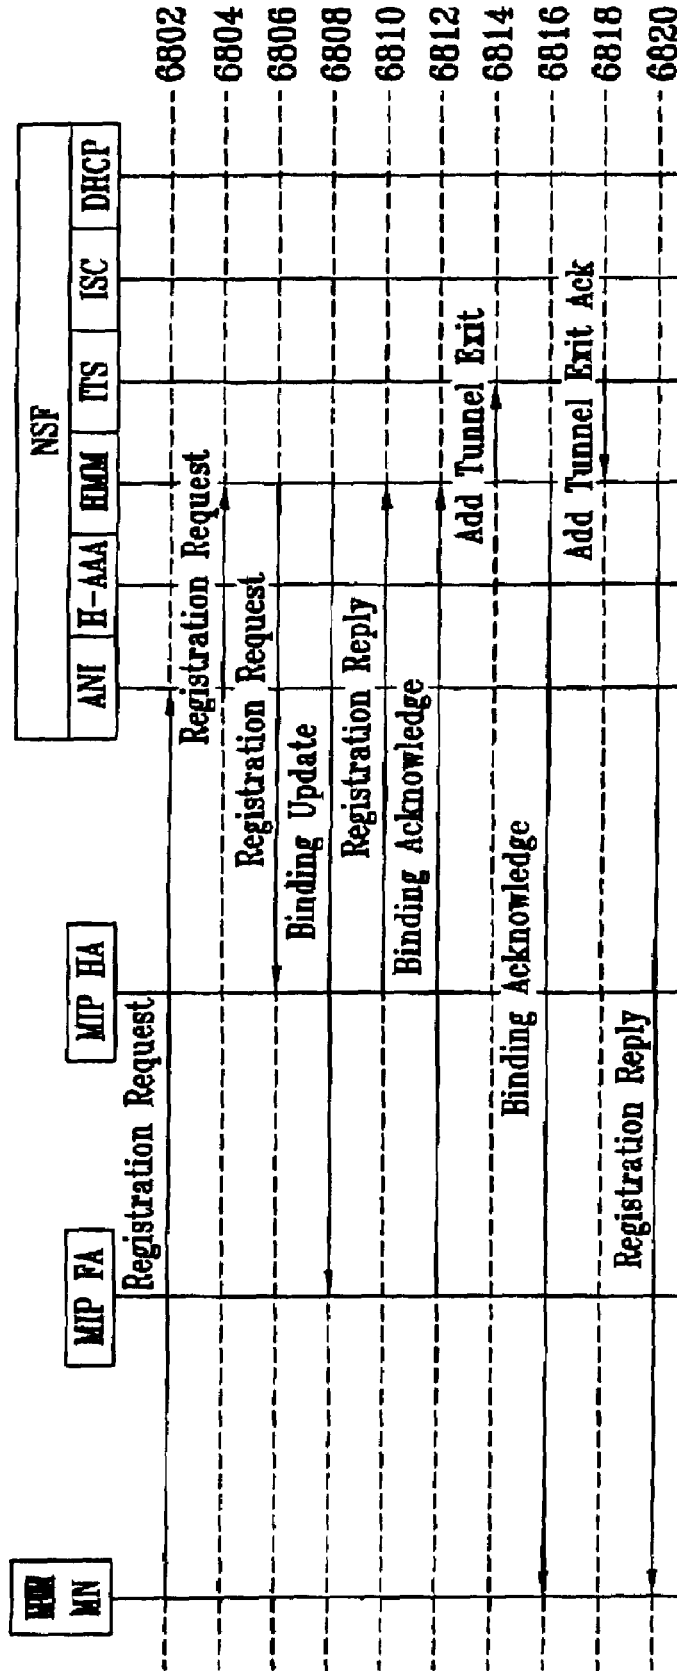 MN
MIP FA
MIP HA
NSF
ANI
H-AAA
HMM
ITS
ISC
DHCP
Registration Request
6802
Registration Request
6804
Registration Request
6806
Binding Update
6808
Registration Reply
6810
Binding Acknowledge
6812
Add Tunnel Exit
6814
Binding Acknowledge
6816
Add Tunnel Exit Ack
6818
Registration Reply
6820